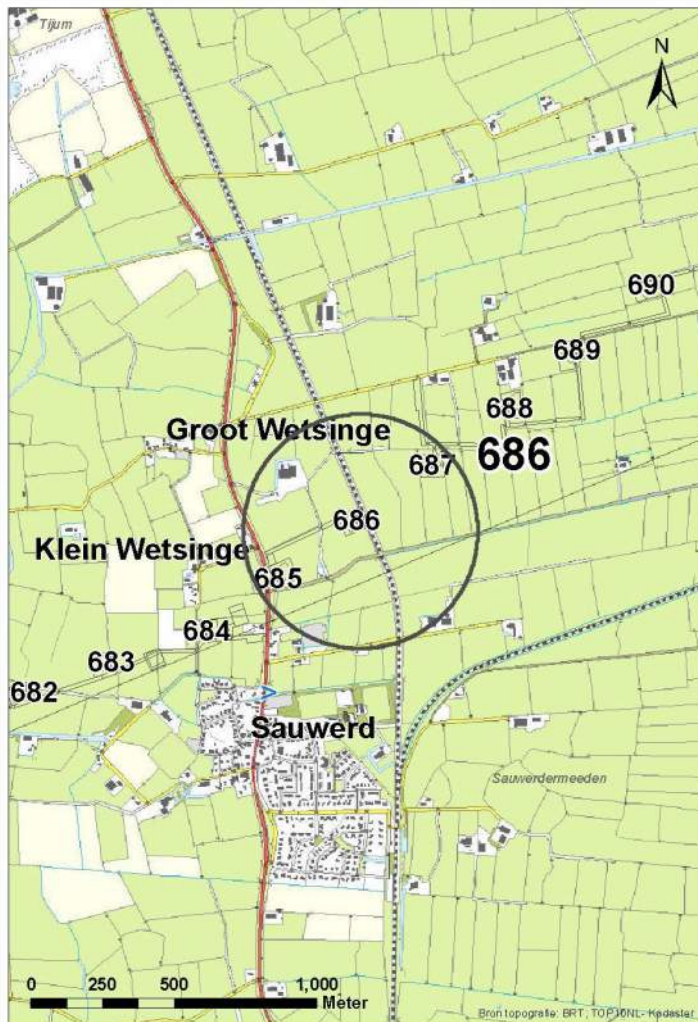 Tijum
N
690
689
688
Groot Wetsinge
687
686
686
Klein Wetsinge
685
684
683
682
Sauwerd
Sauwerdermeeden
0 250 500 1,000
Meter
Bron topografie: BRT, TOP10NL- Kadaster